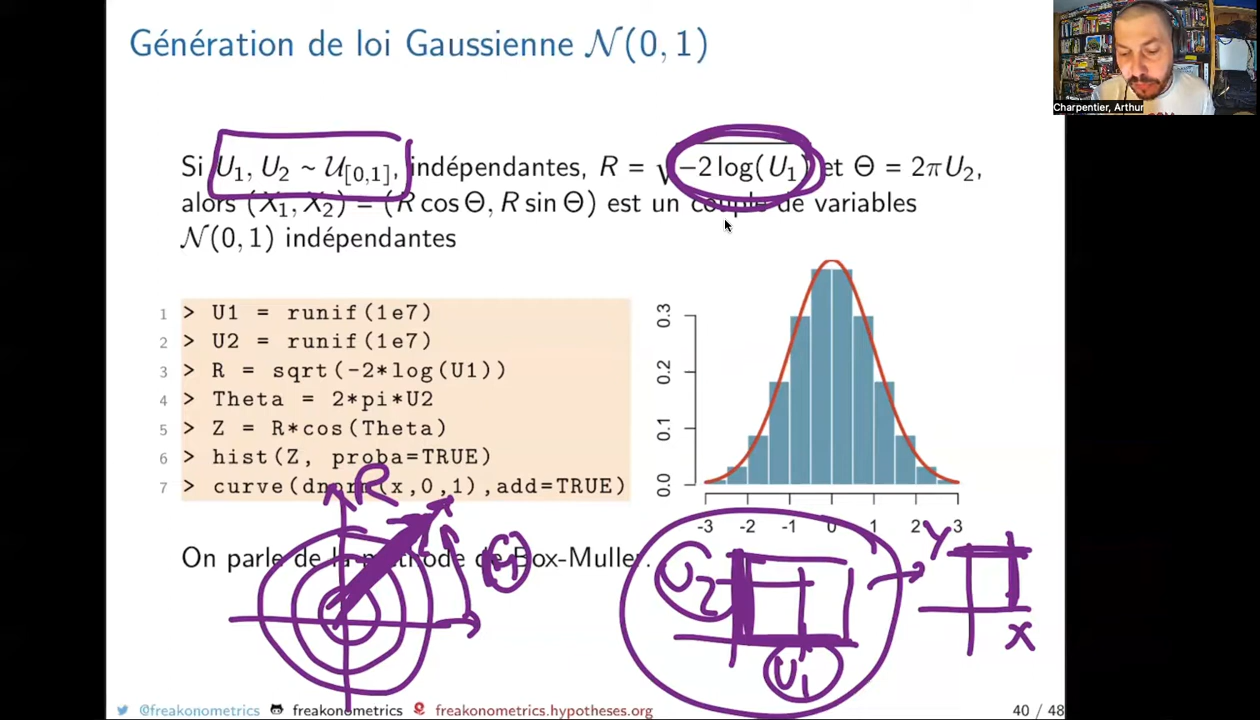 Génération de loi Gaussienne 𝒩(0, 1)
Charpentier, Arthur
Si U₁, U₂ ~ 𝒰[0,1], indépendantes, R = √−2 log(U₁) et Θ = 2πU₂,
alors (X₁, X₂) = (R cos Θ, R sin Θ) est un couple de variables
𝒩(0, 1) indépendantes
1 > U1 = runif(1e7)
2 > U2 = runif(1e7)
3 > R = sqrt(-2*log(U1))
4 > Theta = 2*pi*U2
5 > Z = R*cos(Theta)
6 > hist(Z, proba=TRUE)
7 > curve(dnorm(x,0,1),add=TRUE)
0.3
0.2
0.1
0.0
-3 -2 -1 0 1 2 3
R
On parle de la méthode de Box-Muller.
U2
Y
U1
X
@freakonometrics freakonometrics freakonometrics.hypotheses.org 40 / 48